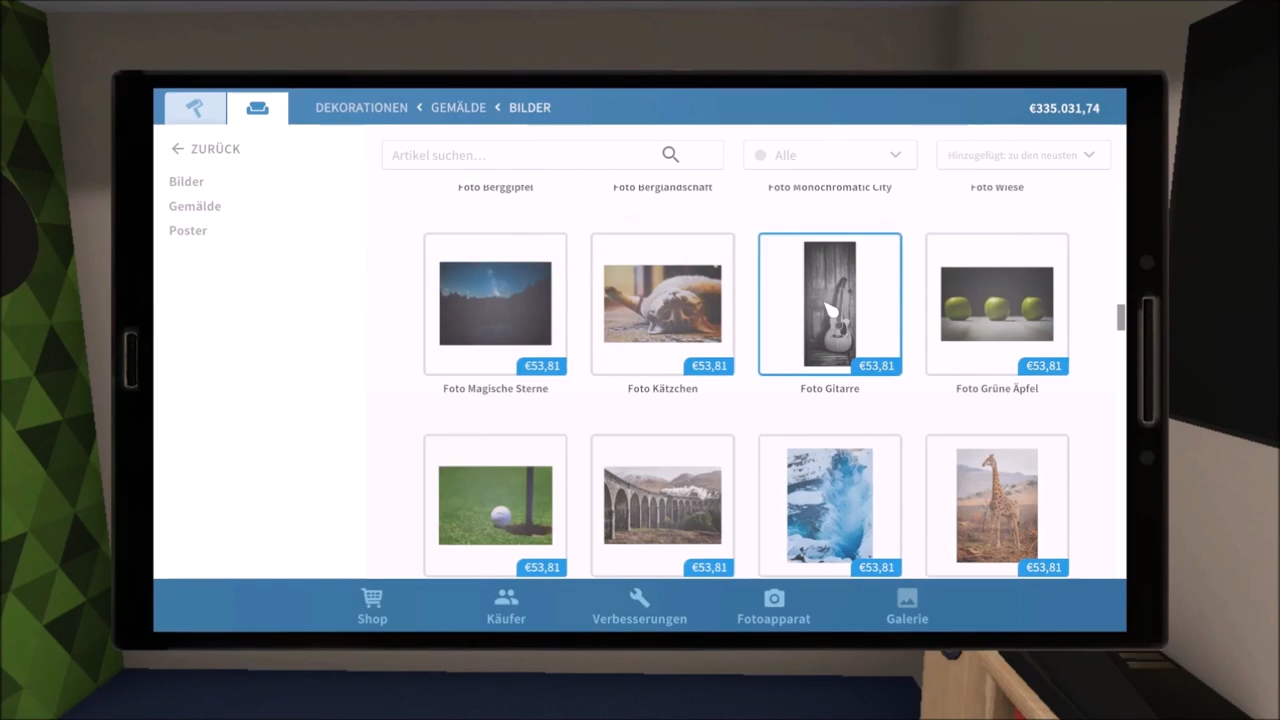 DEKORATIONEN < GEMÄLDE < BILDER
€335.031,74
ZURÜCK
Artikel suchen...
Alle
Hinzugefügt: zu den neusten
Bilder
Gemälde
Poster
Foto Berggipfel
Foto Berglandschaft
Foto Monochromatic City
Foto Wiese
€53,81
€53,81
€53,81
€53,81
Foto Magische Sterne
Foto Kätzchen
Foto Gitarre
Foto Grüne Äpfel
€53,81
€53,81
€53,81
€53,81
Shop
Käufer
Verbesserungen
Fotoapparat
Galerie